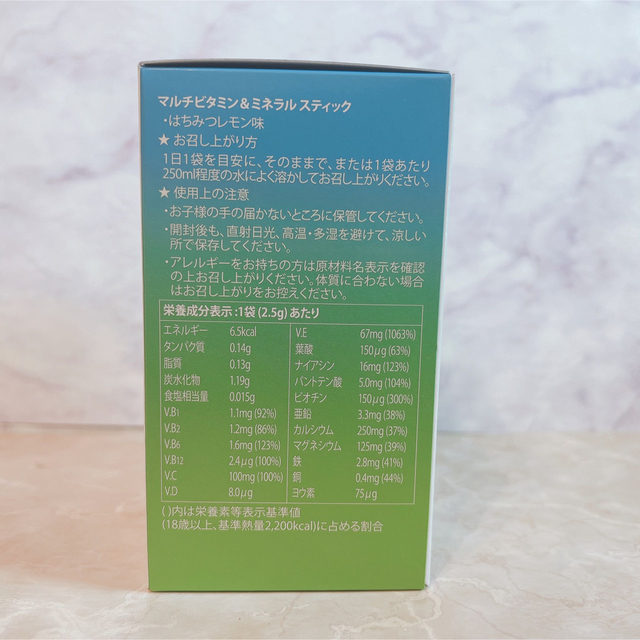 マルチビタミン＆ミネラル スティック
・はちみつレモン味
★ お召し上がり方
1日1袋を目安に、そのままで、または1袋あたり
250ml程度の水によく溶かしてお召し上がりください。
★ 使用上の注意
・お子様の手の届かないところに保管してください。
・開封後も、直射日光、高温・多湿を避けて、涼しい
所で保存してください。
・アレルギーをお持ちの方は原材料名表示を確認
の上お召し上がりください。体質に合わない場合
はお召し上がりをお控えください。
栄養成分表示 :1袋 (2.5g) あたり
エネルギー 6.5kcal
タンパク質 0.14g
脂質 0.13g
炭水化物 1.19g
食塩相当量 0.015g
V.B1 1.1mg (92%)
V.B2 1.2mg (86%)
V.B6 1.6mg (123%)
V.B12 2.4μg (100%)
V.C 100mg (100%)
V.D 8.0μg
V.E 67mg (1063%)
葉酸 150μg (63%)
ナイアシン 16mg (123%)
パントテン酸 5.0mg (104%)
ビオチン 150μg (300%)
亜鉛 3.3mg (38%)
カルシウム 250mg (37%)
マグネシウム 125mg (39%)
鉄 2.8mg (41%)
銅 0.4mg (44%)
ヨウ素 75μg
( )内は栄養素等表示基準値
(18歳以上、基準熱量2,200kcal)に占める割合